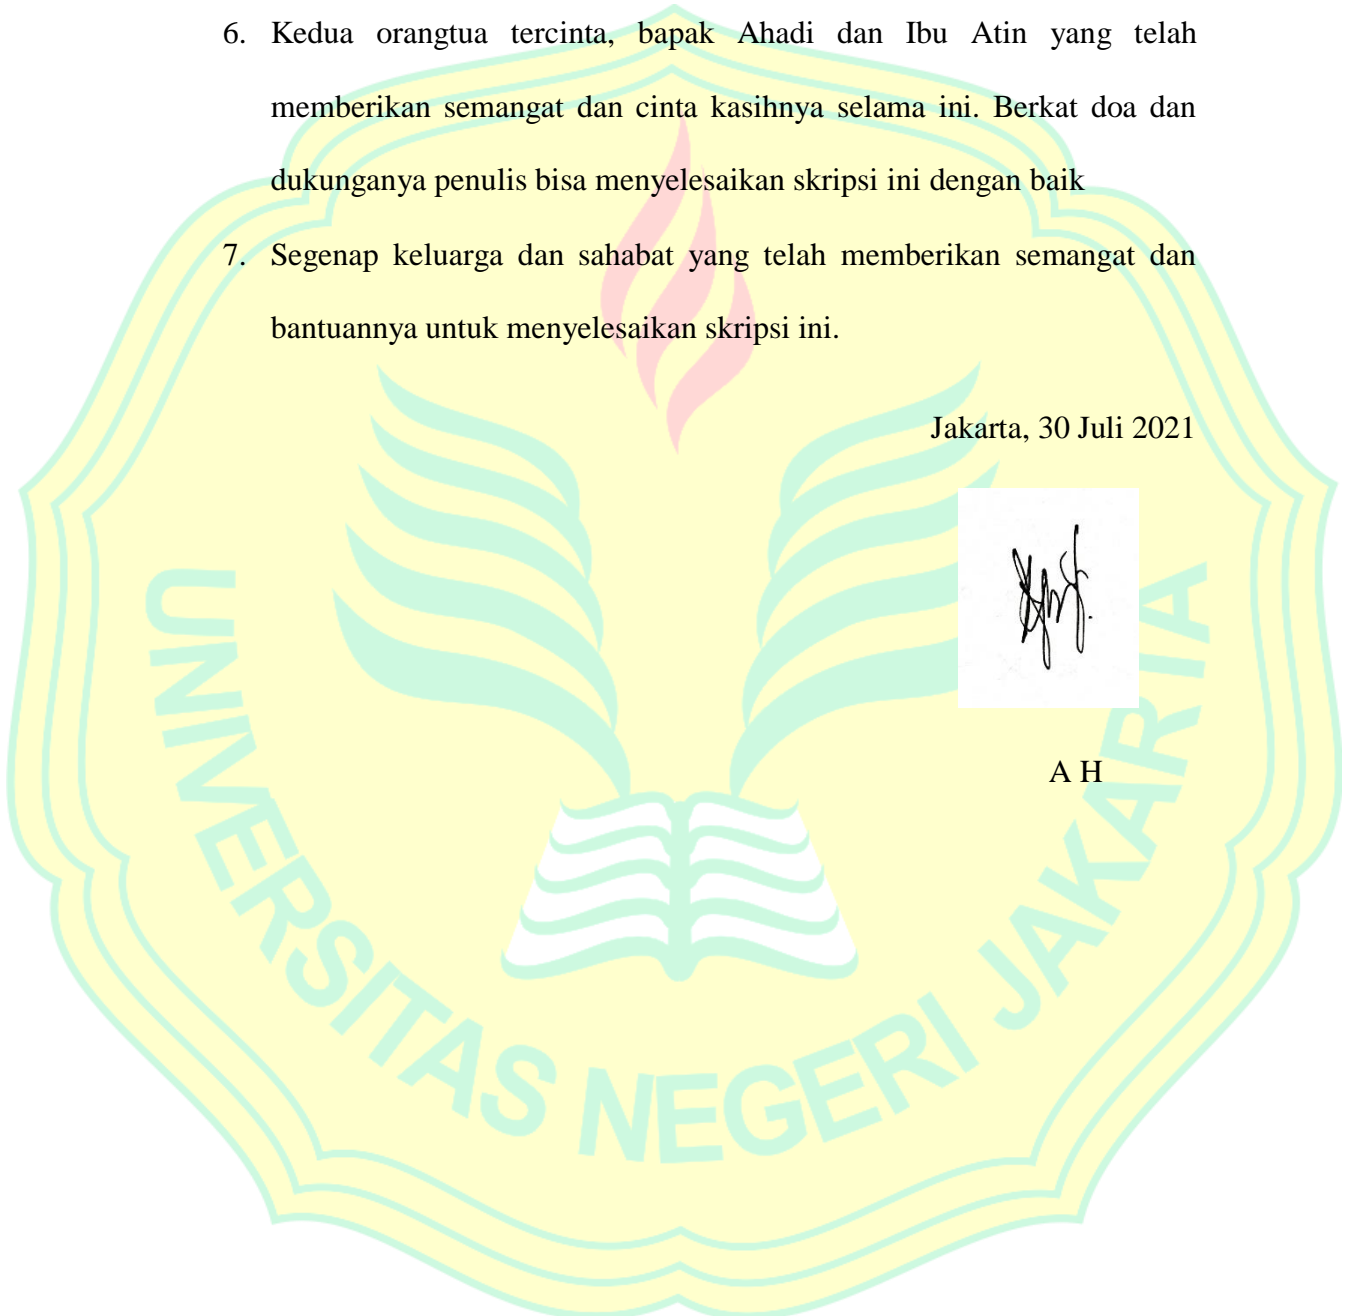 6. Kedua orangtua tercinta, bapak Ahadi dan Ibu Atin yang telah
memberikan semangat dan cinta kasihnya selama ini. Berkat doa dan
dukunganya penulis bisa menyelesaikan skripsi ini dengan baik
7. Segenap keluarga dan sahabat yang telah memberikan semangat dan
bantuannya untuk menyelesaikan skripsi ini.
Jakarta, 30 Juli 2021
A H
UNIVERSITAS NEGERI JAKARTA